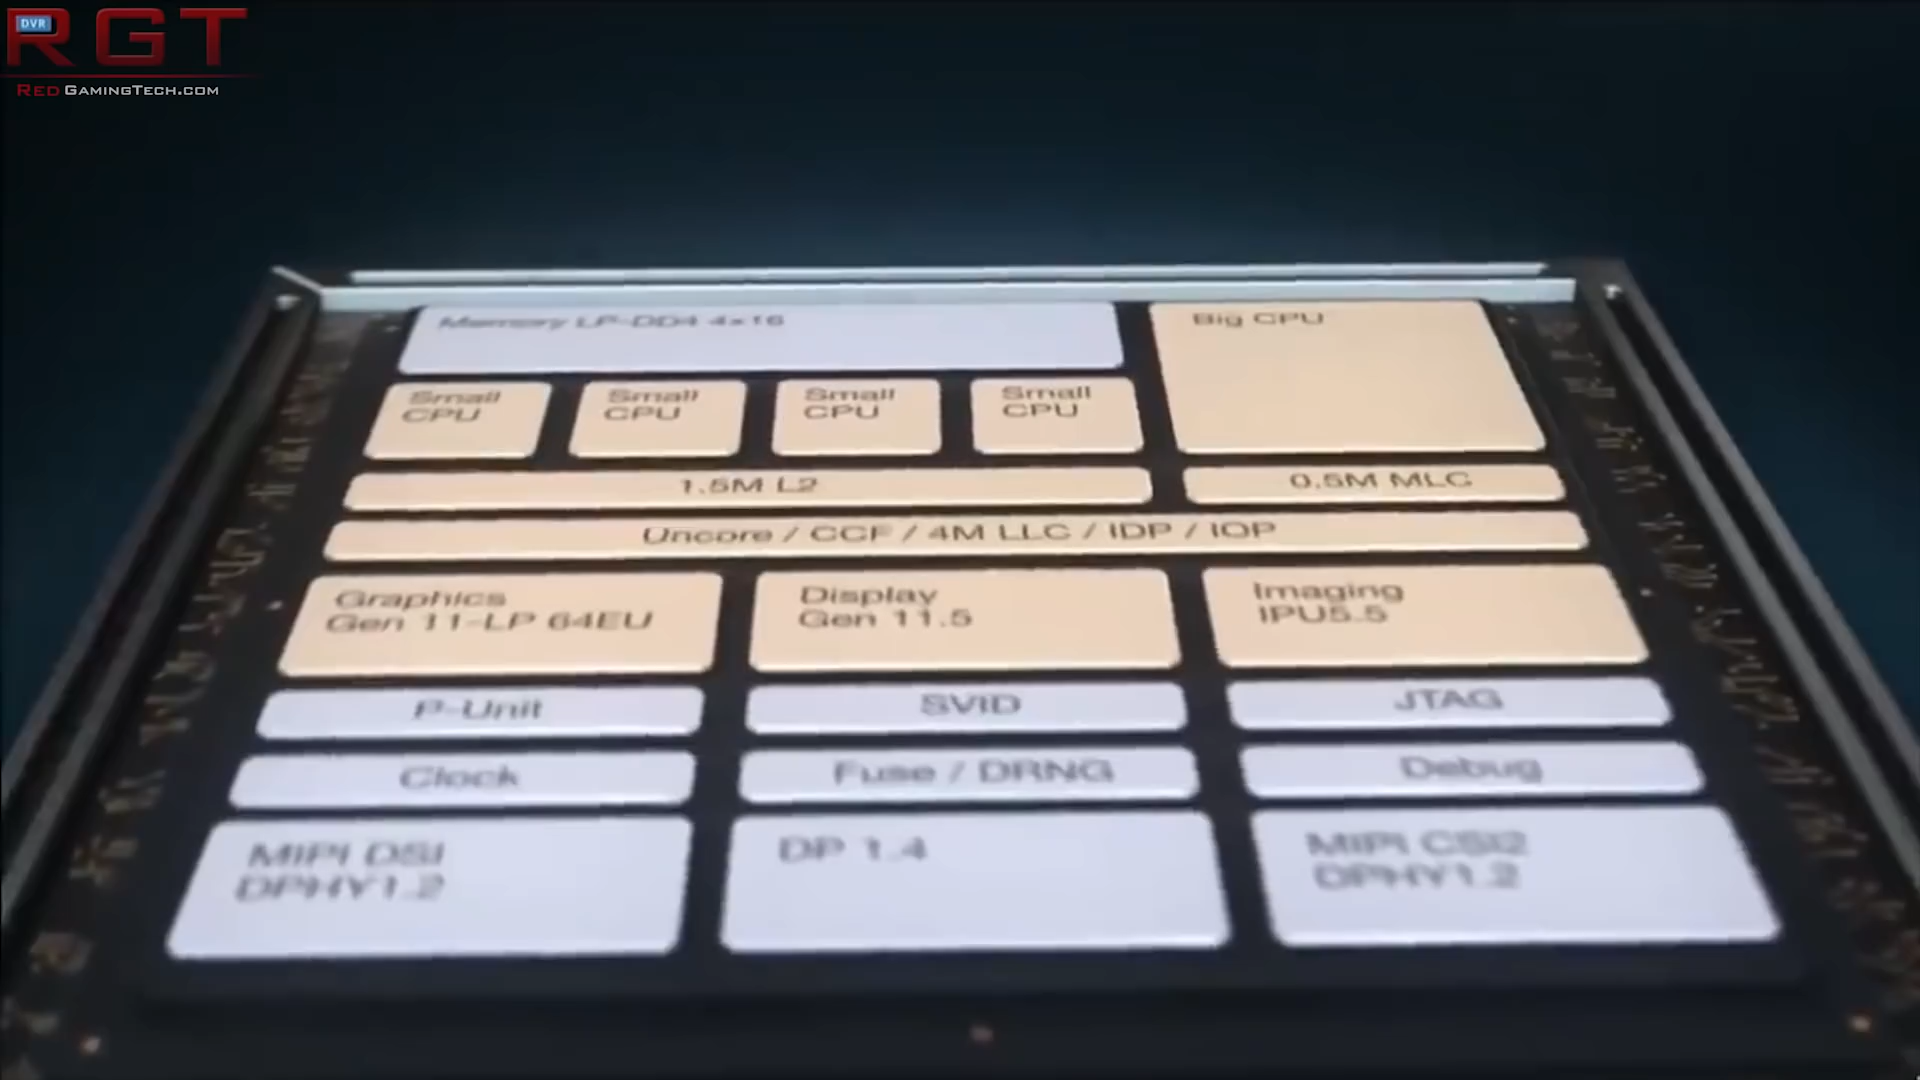 DVR
RGT
RedGamingTech.com
Memory LP-DD4 4x16
Big CPU
Small
CPU
Small
CPU
Small
CPU
Small
CPU
1.5M L2
0.5M MLC
Uncore / CCF / 4M LLC / IDP / IOP
Graphics
Gen 11-LP 64EU
Display
Gen 11.5
Imaging
IPU5.5
P-Unit
SVID
JTAG
Clock
Fuse / DRNG
Debug
MIPI DSI
DPHY1.2
DP 1.4
MIPI CSI2
DPHY1.2